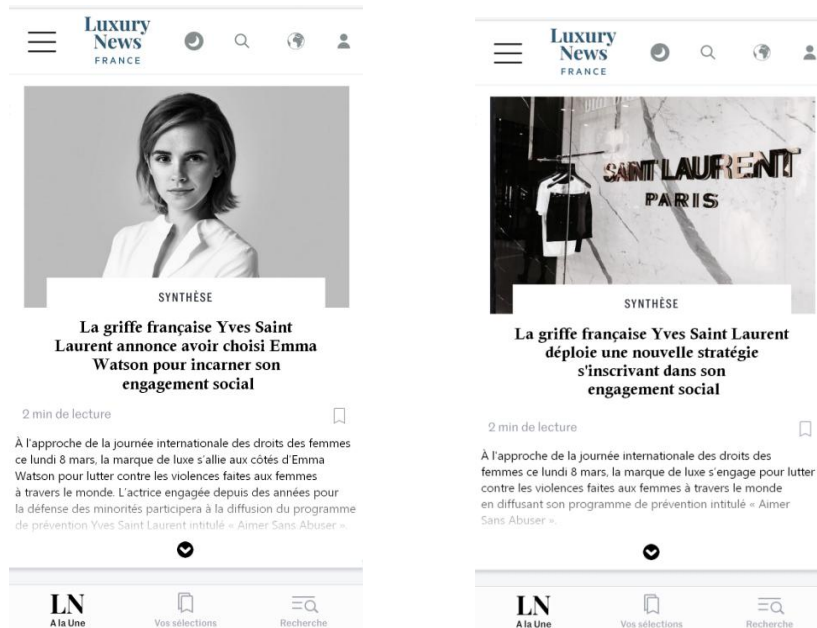 Luxury
News
FRANCE
SYNTHÈSE
La griffe française Yves Saint
Laurent annonce avoir choisi Emma
Watson pour incarner son
engagement social
2 min de lecture
À l'approche de la journée internationale des droits des femmes
ce lundi 8 mars, la marque de luxe s'allie aux côtés d'Emma
Watson pour lutter contre les violences faites aux femmes
à travers le monde. L'actrice engagée depuis des années pour
la défense des minorités participera à la diffusion du programme
de prévention Yves Saint Laurent intitulé « Aimer Sans Abuser ».
LN
A la Une
Vos sélections
Recherche
Luxury
News
FRANCE
SAINT LAURENT
PARIS
SYNTHÈSE
La griffe française Yves Saint Laurent
déploie une nouvelle stratégie
s'inscrivant dans son
engagement social
2 min de lecture
À l'approche de la journée internationale des droits des
femmes ce lundi 8 mars, la marque de luxe s'engage pour lutter
contre les violences faites aux femmes à travers le monde
en diffusant son programme de prévention intitulé « Aimer
Sans Abuser ».
LN
A la Une
Vos sélections
Recherche